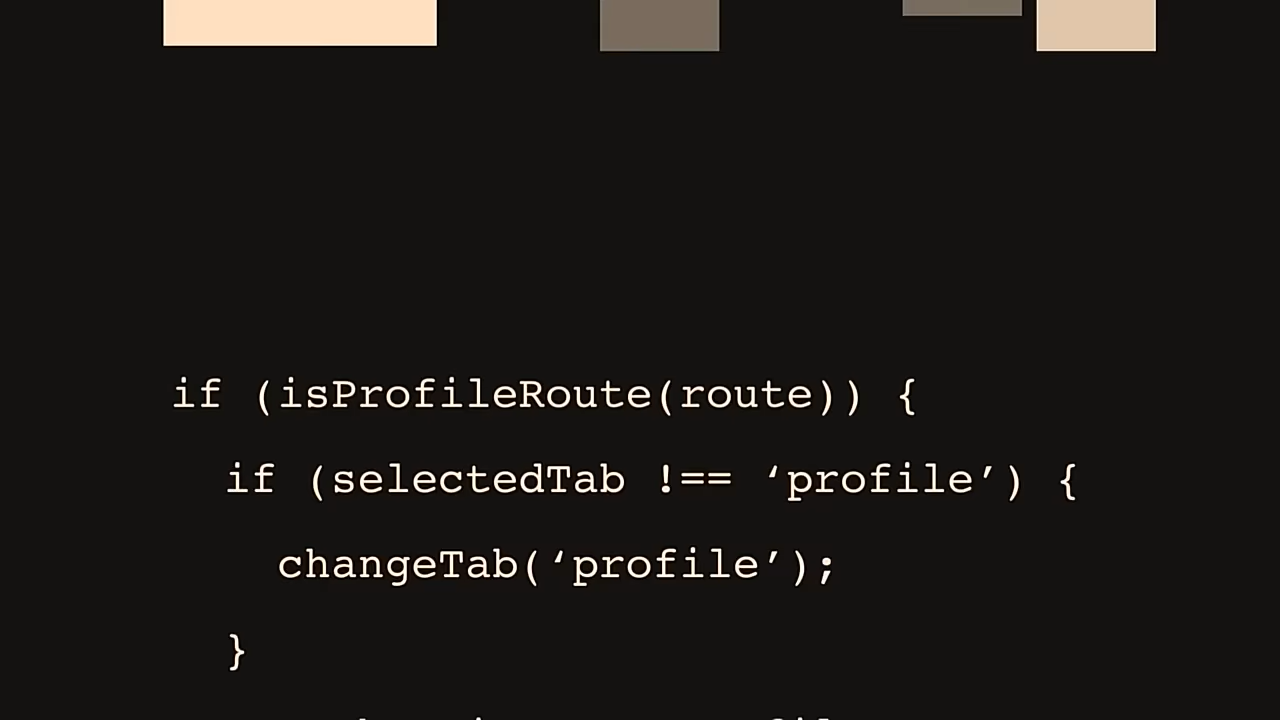 if (isProfileRoute(route)) {
if (selectedTab !== ‘profile’) {
changeTab(‘profile’);
}